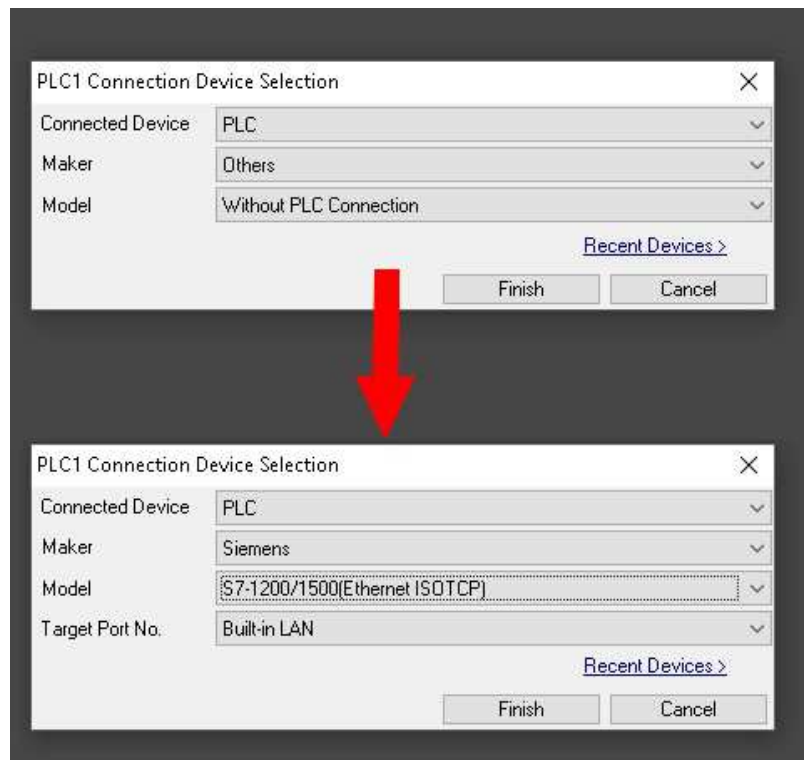 PLC1 Connection Device Selection
Connected Device PLC
Maker Others
Model Without PLC Connection
Recent Devices >
Finish Cancel
PLC1 Connection Device Selection
Connected Device PLC
Maker Siemens
Model S7-1200/1500(Ethernet ISOTCP)
Target Port No. Built-in LAN
Recent Devices >
Finish Cancel